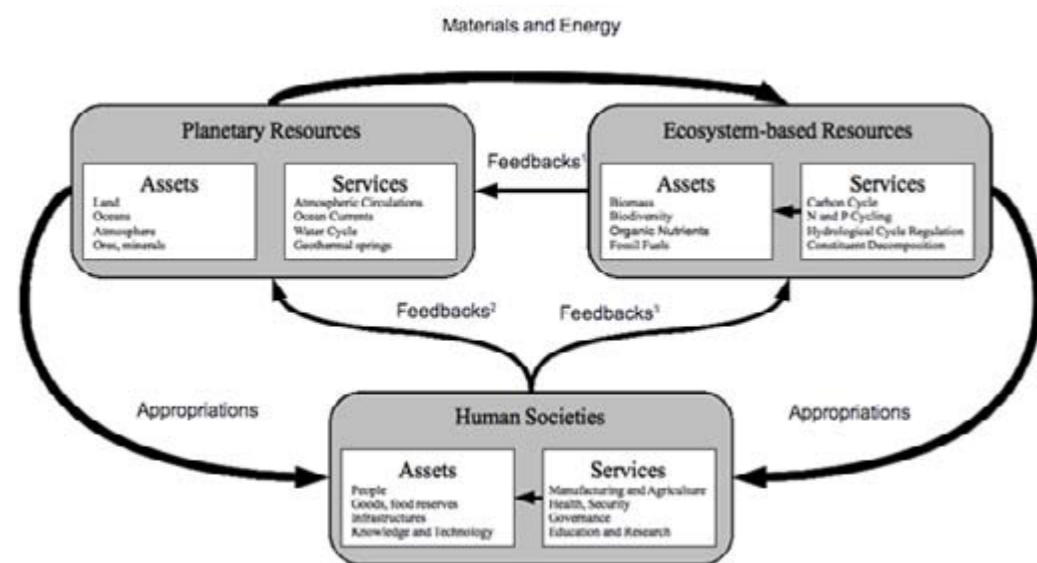 Materials and Energy
Planetary Resources
Assets
Land
Oceans
Atmosphere
Ores, minerals
Services
Atmospheric Circulations
Ocean Currents
Water Cycle
Geothermal springs
Feedbacks¹
Ecosystem-based Resources
Assets
Biomass
Biodiversity
Organic Nutrients
Fossil Fuels
Services
Carbon Cycle
N and P Cycling
Hydrological Cycle Regulation
Constituent Decomposition
Feedbacks²
Feedbacks³
Appropriations
Appropriations
Human Societies
Assets
People
Goods, food reserves
Infrastructures
Knowledge and Technology
Services
Manufacturing and Agriculture
Health, Security
Governance
Education and Research